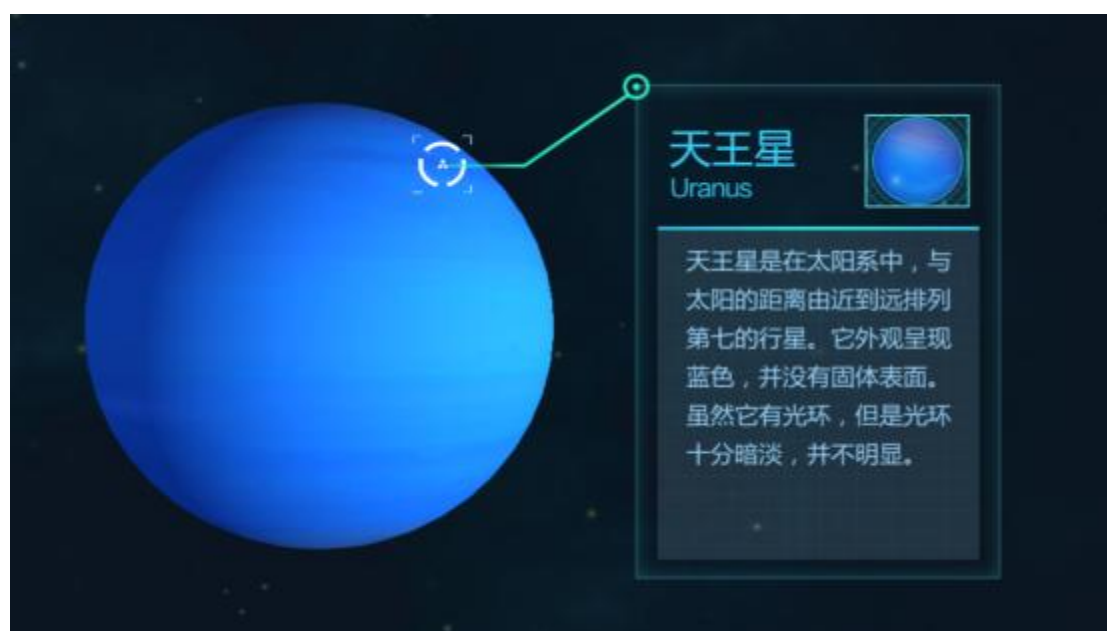 天王星
Uranus
天王星是在太阳系中，与
太阳的距离由近到远排列
第七的行星。它外观呈现
蓝色，并没有固体表面。
虽然它有光环，但是光环
十分暗淡，并不明显。